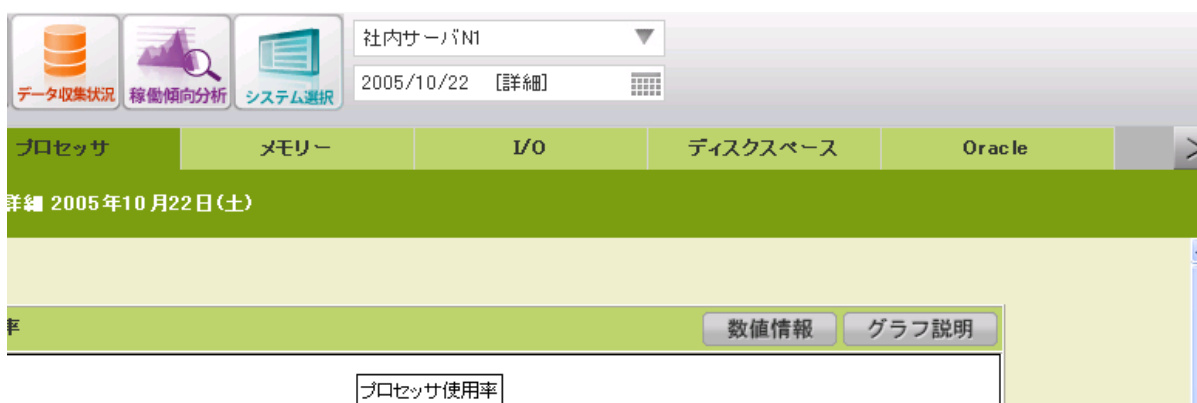 社内サーバN1
2005/10/22 [詳細]
データ収集状況 稼働傾向分析 システム選択
プロセッサ メモリー I/O ディスクスペース Oracle >
詳細 2005年10月22日(土)
率 数値情報 グラフ説明
プロセッサ使用率